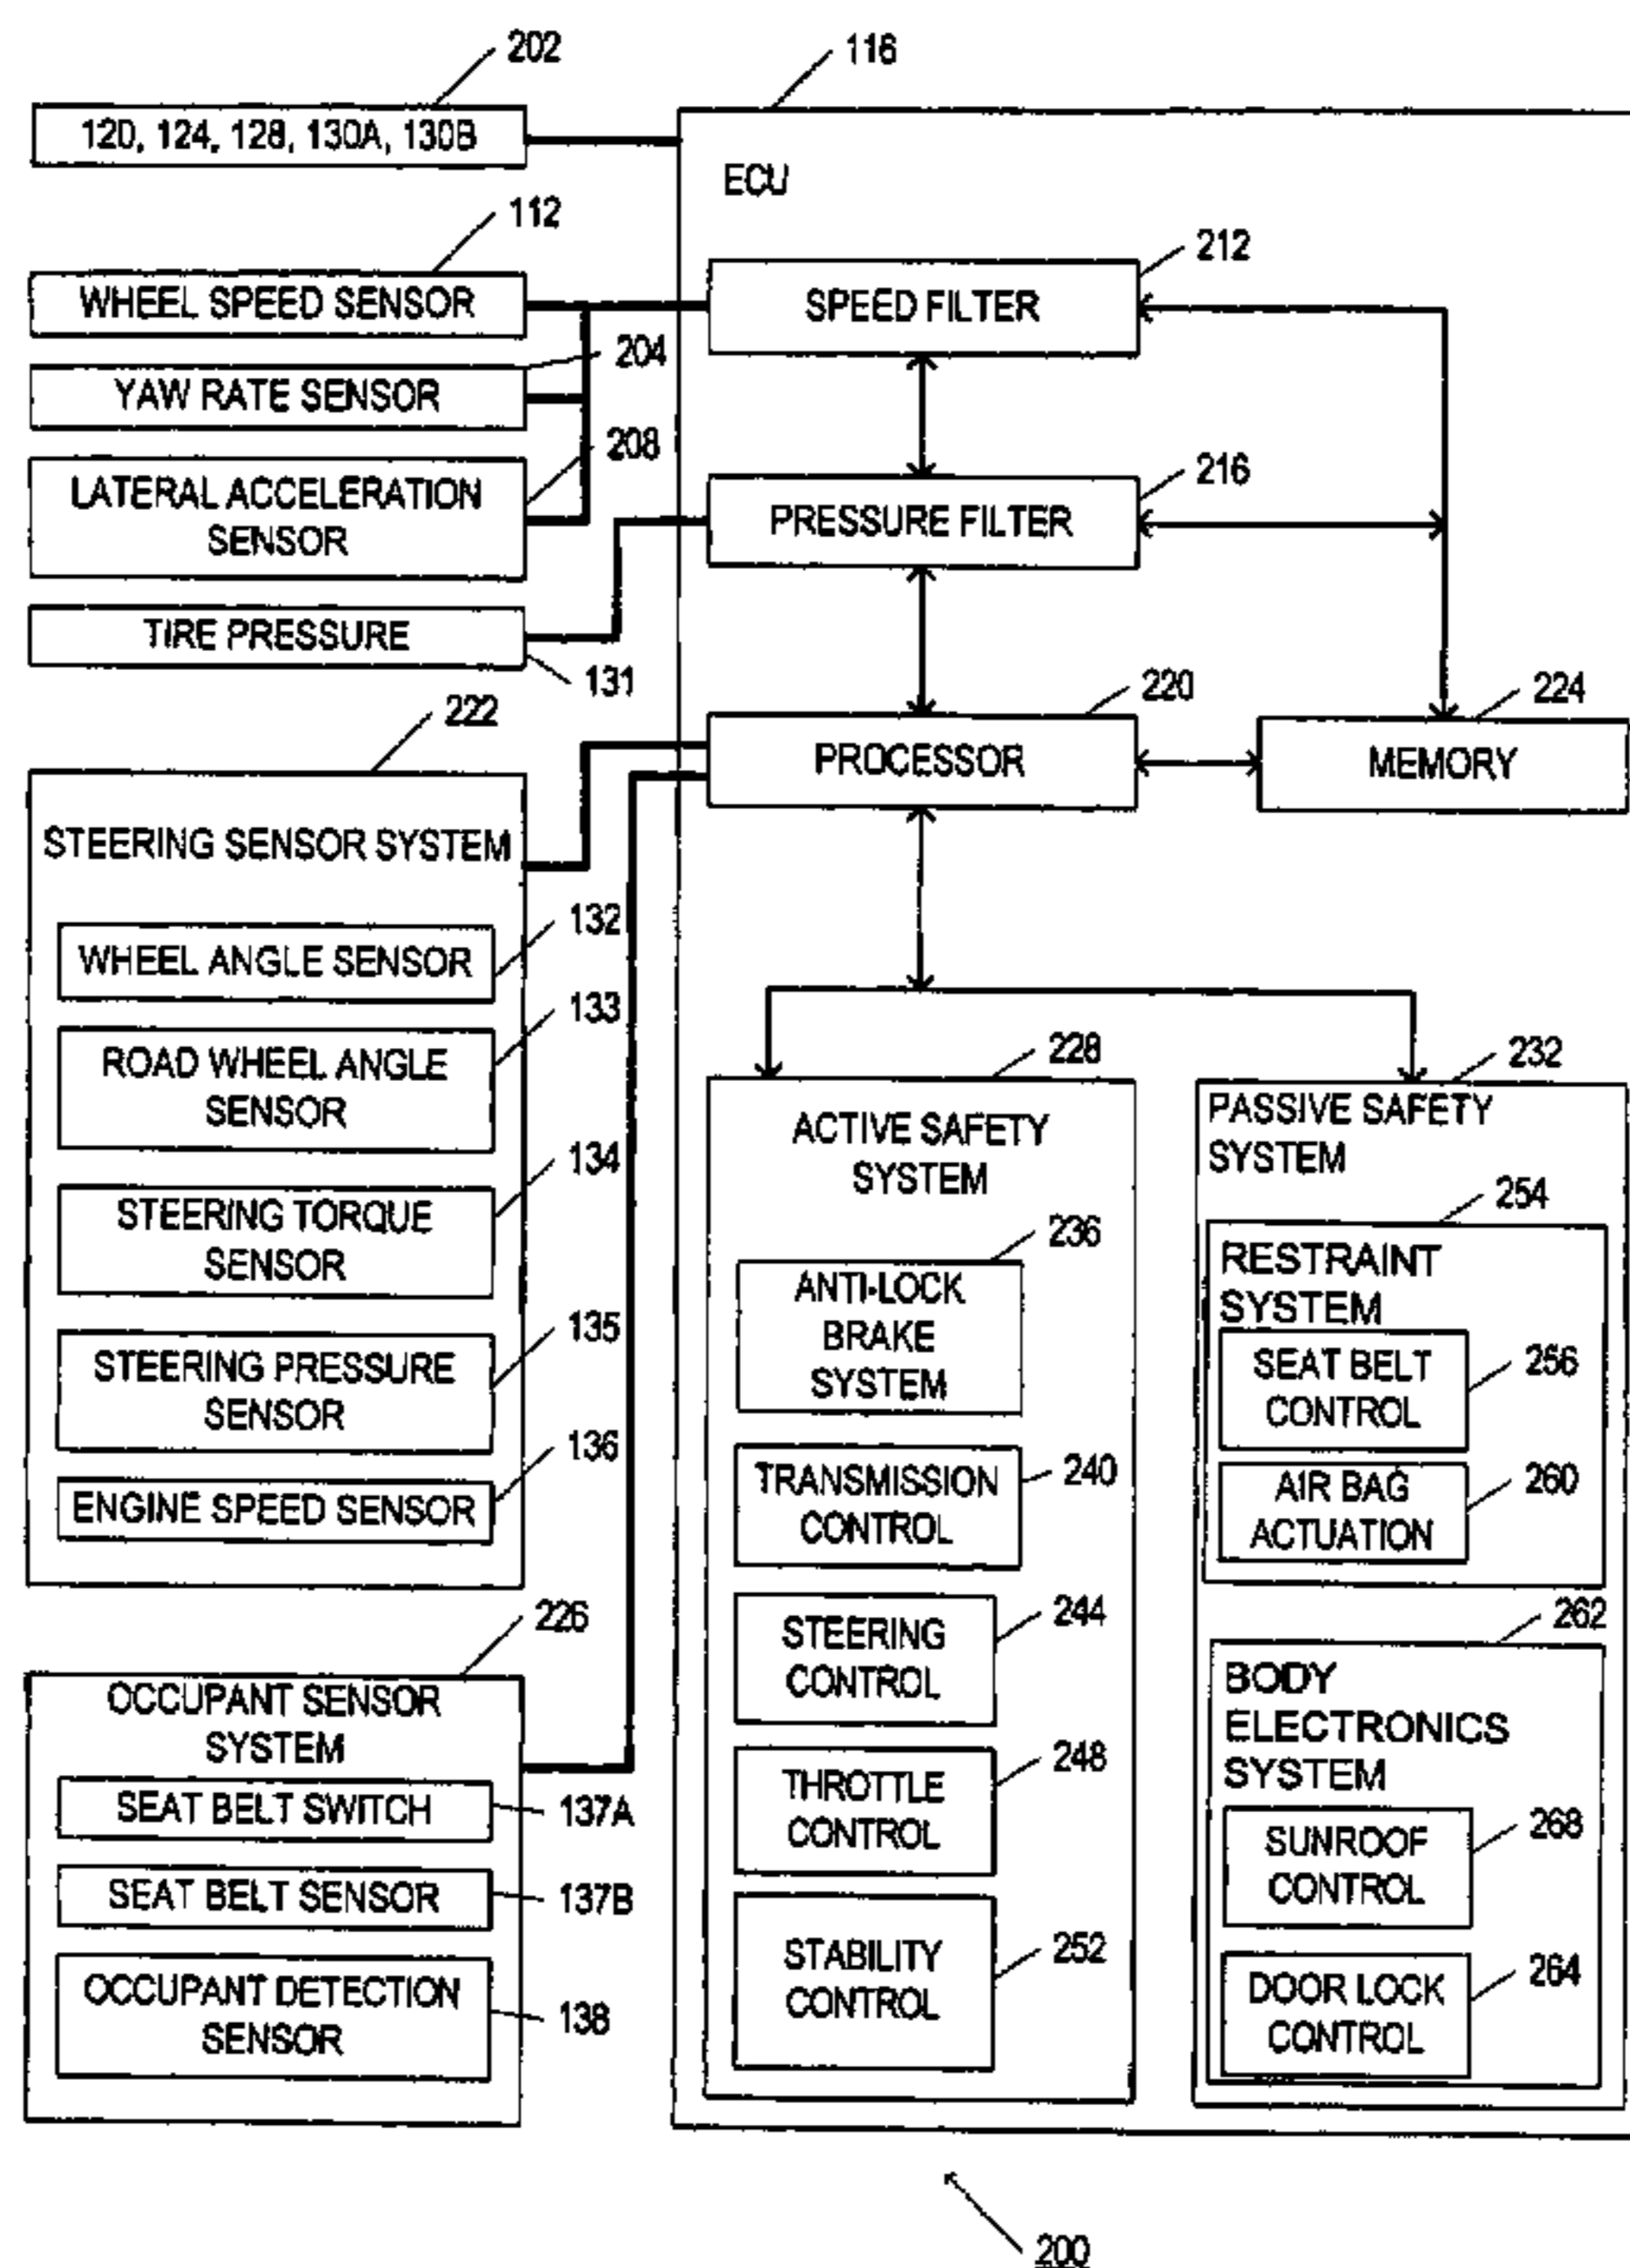 202
116
120, 124, 128, 130A, 130B
ECU
112
212
WHEEL SPEED SENSOR
SPEED FILTER
204
YAW RATE SENSOR
208
216
LATERAL ACCELERATION
SENSOR
PRESSURE FILTER
TIRE PRESSURE
131
220
224
222
PROCESSOR
MEMORY
STEERING SENSOR SYSTEM
132
WHEEL ANGLE SENSOR
133
ROAD WHEEL ANGLE
SENSOR
134
STEERING TORQUE
SENSOR
135
STEERING PRESSURE
SENSOR
136
ENGINE SPEED SENSOR
228
232
ACTIVE SAFETY
SYSTEM
PASSIVE SAFETY
SYSTEM
236
254
ANTI-LOCK
BRAKE
SYSTEM
RESTRAINT
SYSTEM
SEAT BELT
CONTROL
256
TRANSMISSION
CONTROL
240
AIR BAG
ACTUATION
260
STEERING
CONTROL
244
262
BODY
ELECTRONICS
SYSTEM
THROTTLE
CONTROL
248
SUNROOF
CONTROL
268
STABILITY
CONTROL
252
DOOR LOCK
CONTROL
264
226
OCCUPANT SENSOR
SYSTEM
SEAT BELT SWITCH
137A
SEAT BELT SENSOR
137B
OCCUPANT DETECTION
SENSOR
138
200